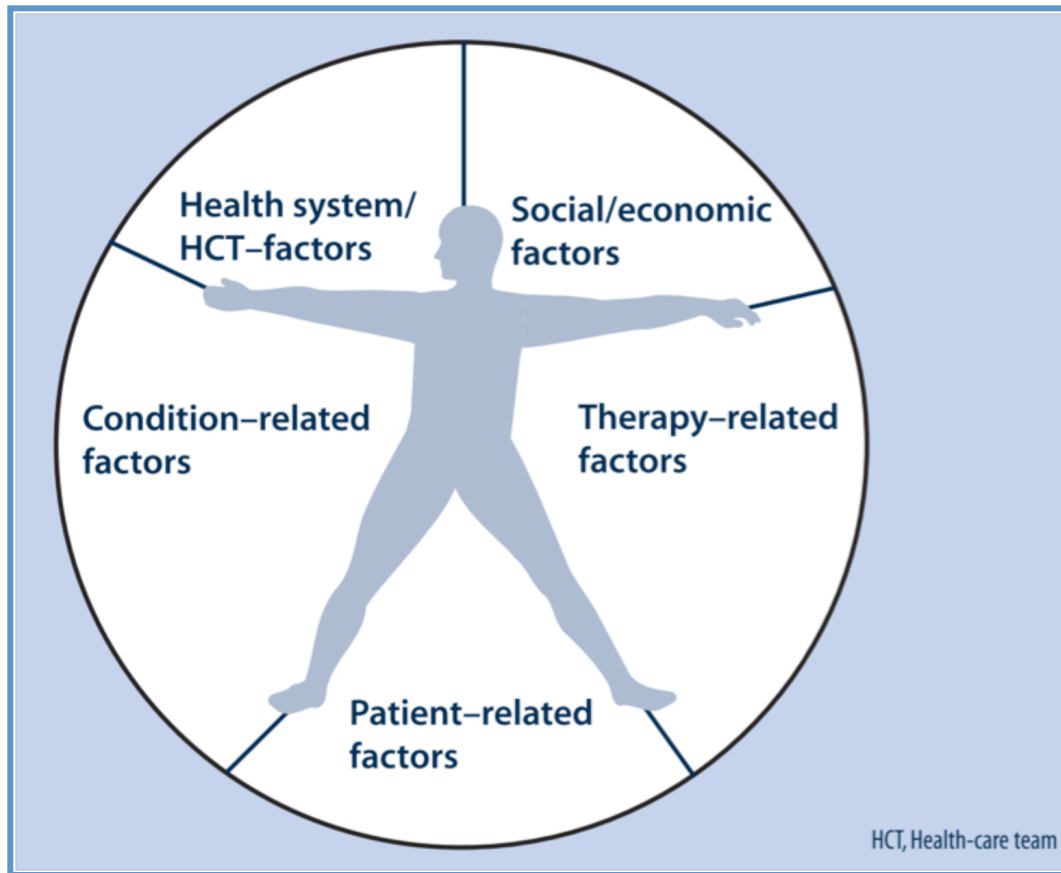 Health system/
HCT–factors
Social/economic
factors
Condition–related
factors
Therapy–related
factors
Patient–related
factors
HCT, Health-care team